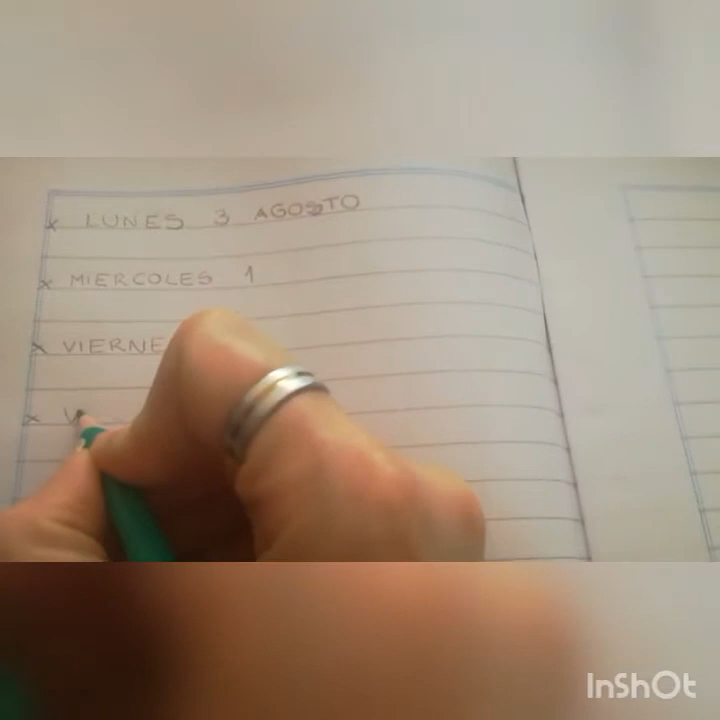 x LUNES 3 AGOSTO
x MIERCOLES 1
x VIERNE
x V
InShOt